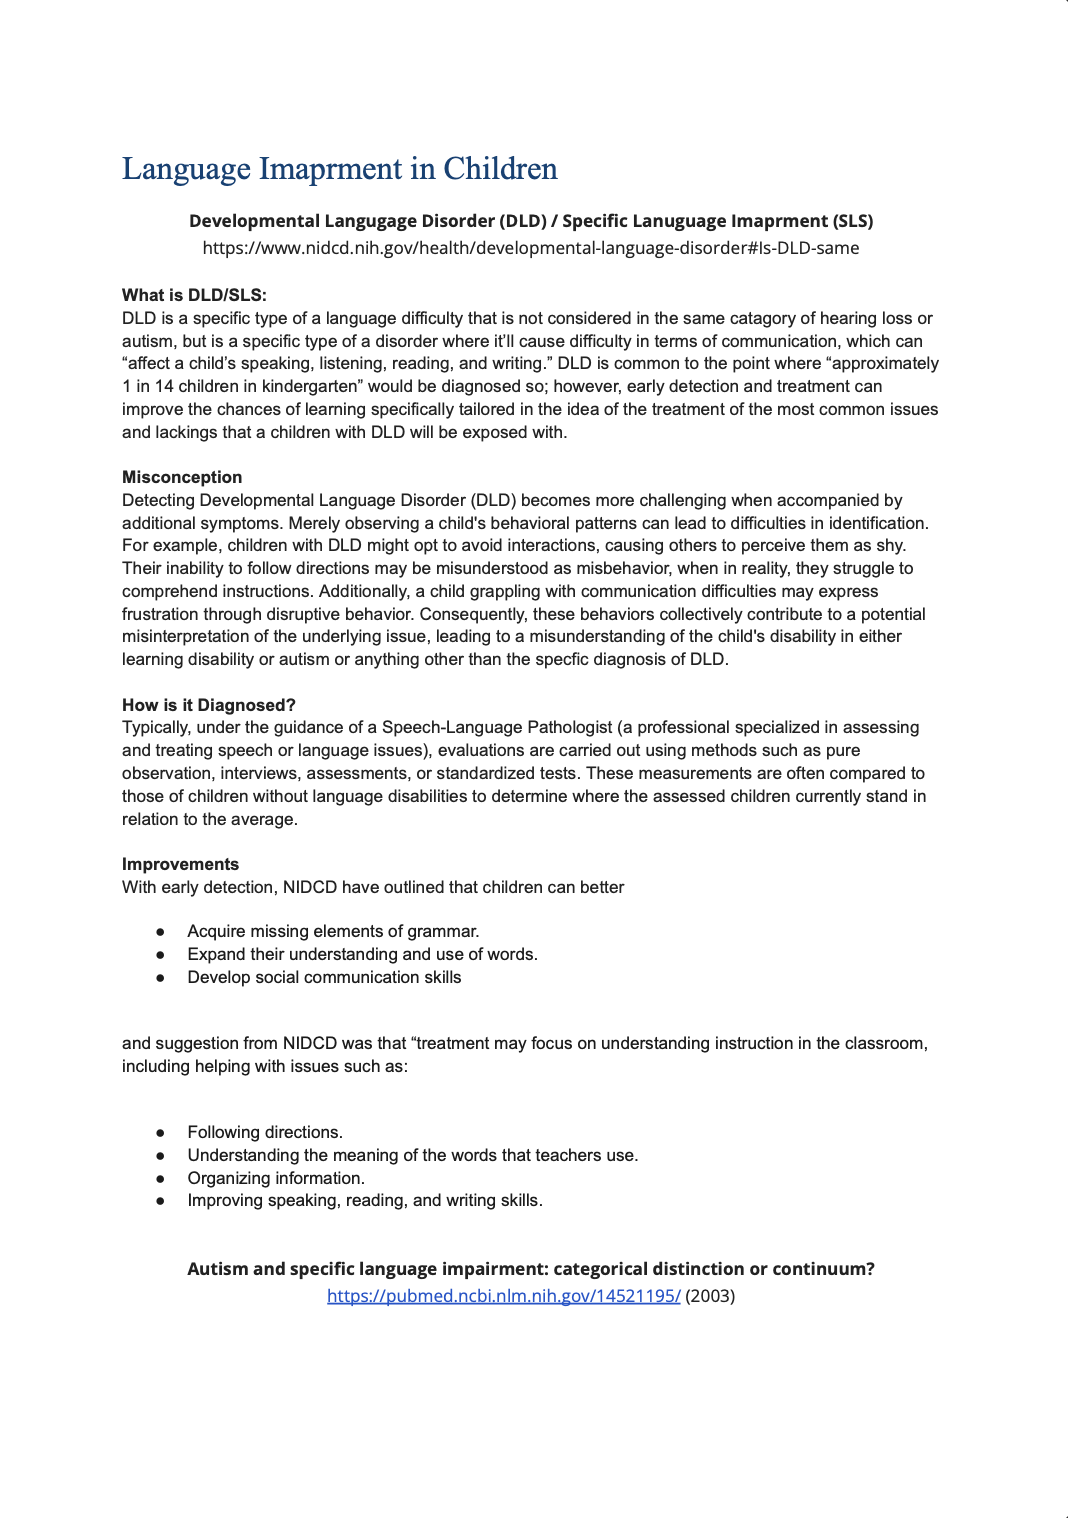 Language Imaprment in Children
Developmental Langugage Disorder (DLD) / Specific Lanuguage Imaprment (SLS)
https://www.nidcd.nih.gov/health/developmental-language-disorder#Is-DLD-same
What is DLD/SLS:
DLD is a specific type of a language difficulty that is not considered in the same catagory of hearing loss or
autism, but is a specific type of a disorder where it’ll cause difficulty in terms of communication, which can
“affect a child’s speaking, listening, reading, and writing.” DLD is common to the point where “approximately
1 in 14 children in kindergarten” would be diagnosed so; however, early detection and treatment can
improve the chances of learning specifically tailored in the idea of the treatment of the most common issues
and lackings that a children with DLD will be exposed with.
Misconception
Detecting Developmental Language Disorder (DLD) becomes more challenging when accompanied by
additional symptoms. Merely observing a child's behavioral patterns can lead to difficulties in identification.
For example, children with DLD might opt to avoid interactions, causing others to perceive them as shy.
Their inability to follow directions may be misunderstood as misbehavior, when in reality, they struggle to
comprehend instructions. Additionally, a child grappling with communication difficulties may express
frustration through disruptive behavior. Consequently, these behaviors collectively contribute to a potential
misinterpretation of the underlying issue, leading to a misunderstanding of the child's disability in either
learning disability or autism or anything other than the specfic diagnosis of DLD.
How is it Diagnosed?
Typically, under the guidance of a Speech-Language Pathologist (a professional specialized in assessing
and treating speech or language issues), evaluations are carried out using methods such as pure
observation, interviews, assessments, or standardized tests. These measurements are often compared to
those of children without language disabilities to determine where the assessed children currently stand in
relation to the average.
Improvements
With early detection, NIDCD have outlined that children can better
● Acquire missing elements of grammar.
● Expand their understanding and use of words.
● Develop social communication skills
and suggestion from NIDCD was that “treatment may focus on understanding instruction in the classroom,
including helping with issues such as:
● Following directions.
● Understanding the meaning of the words that teachers use.
● Organizing information.
● Improving speaking, reading, and writing skills.
Autism and specific language impairment: categorical distinction or continuum?
https://pubmed.ncbi.nlm.nih.gov/14521195/ (2003)